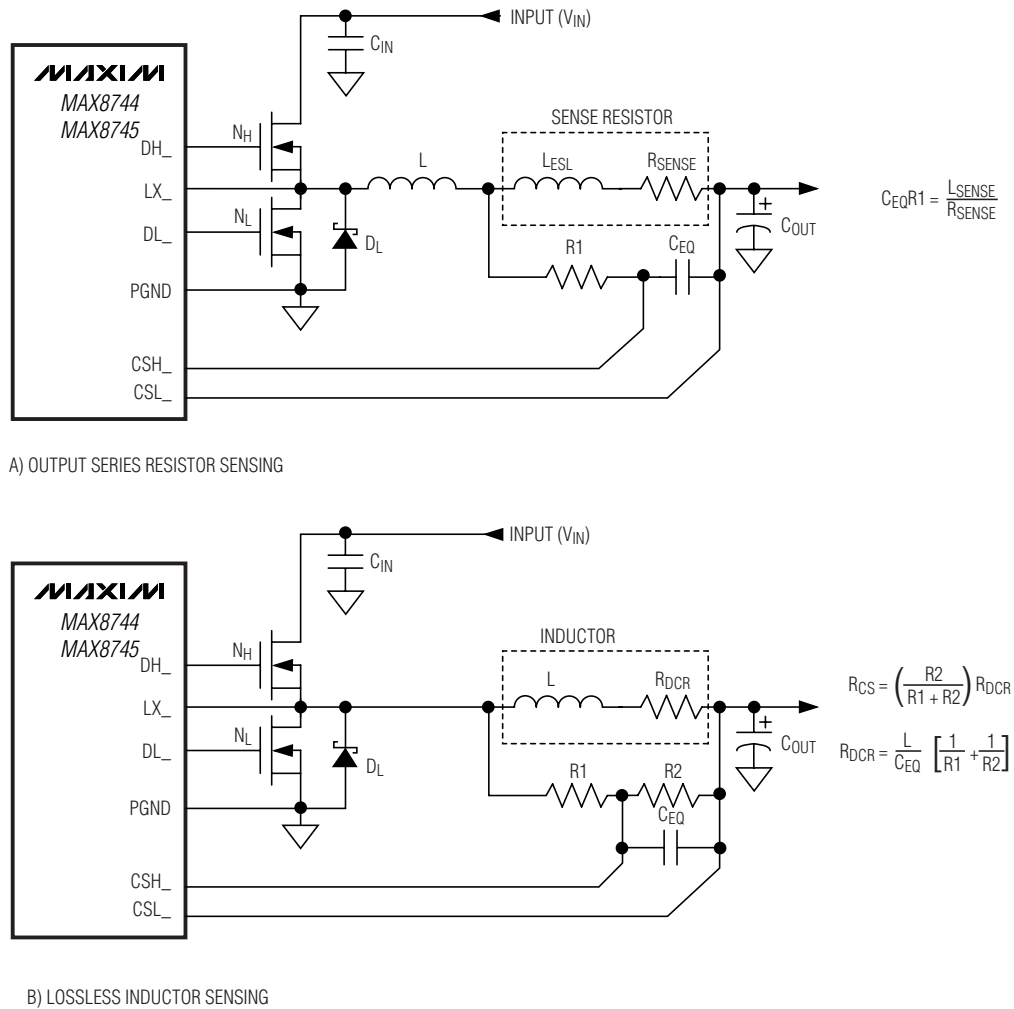 INPUT (VIN)
CIN
MAXIM
MAX8744
MAX8745
NH
DH_
SENSE RESISTOR
L
LESL
RSENSE
LX_
CEQR1 = LSENSE / RSENSE
NL
DL_
DL
+
COUT
R1
CEQ
PGND
CSH_
CSL_
A) OUTPUT SERIES RESISTOR SENSING
INPUT (VIN)
CIN
MAXIM
MAX8744
MAX8745
NH
DH_
INDUCTOR
L
RDCR
RCS = (R2 / R1 + R2) RDCR
LX_
NL
DL_
DL
+
COUT
RDCR = L / CEQ [1 / R1 + 1 / R2]
R1
R2
CEQ
PGND
CSH_
CSL_
B) LOSSLESS INDUCTOR SENSING